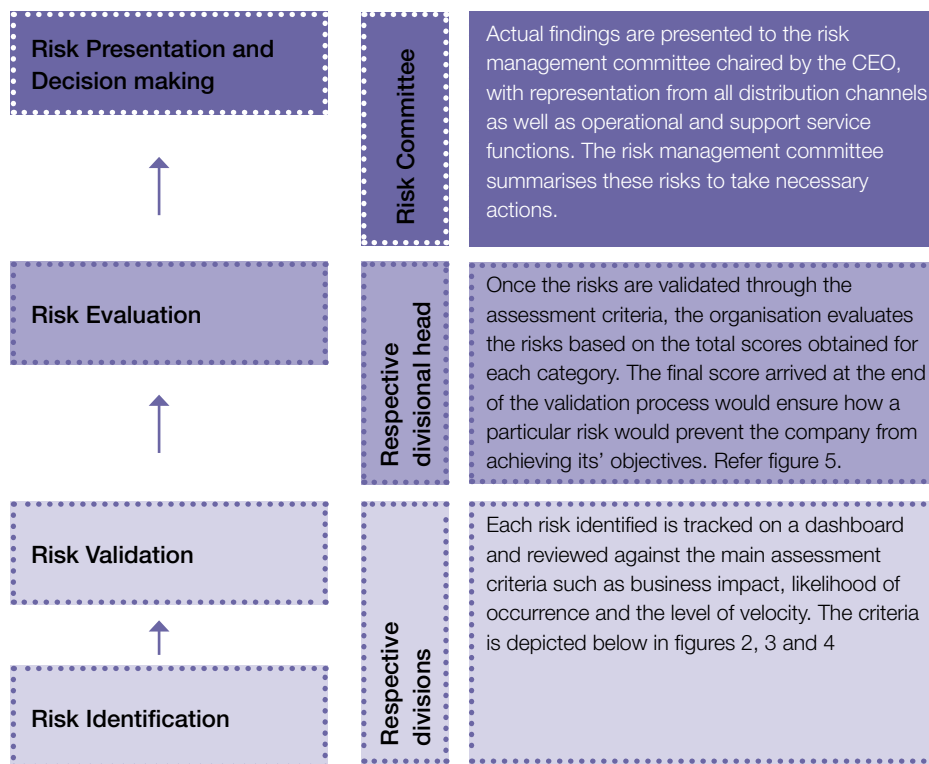 Risk Presentation and
Decision making
Risk Committee
Actual findings are presented to the risk
management committee chaired by the CEO,
with representation from all distribution channels
as well as operational and support service
functions. The risk management committee
summarises these risks to take necessary
actions.
Risk Evaluation
Respective
divisional head
Once the risks are validated through the
assessment criteria, the organisation evaluates
the risks based on the total scores obtained for
each category. The final score arrived at the end
of the validation process would ensure how a
particular risk would prevent the company from
achieving its’ objectives. Refer figure 5.
Risk Validation
Risk Identification
Respective
divisions
Each risk identified is tracked on a dashboard
and reviewed against the main assessment
criteria such as business impact, likelihood of
occurrence and the level of velocity. The criteria
is depicted below in figures 2, 3 and 4